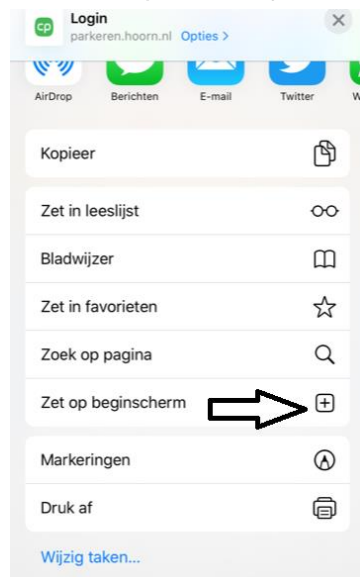 cp
Login
parkeren.hoorn.nl Opties >
AirDrop Berichten E-mail Twitter W
Kopieer
Zet in leeslijst
Bladwijzer
Zet in favorieten
Zoek op pagina
Zet op beginscherm
Markeringen
Druk af
Wijzig taken...